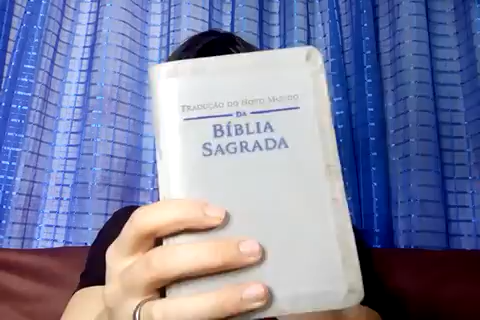 TRADUÇÃO DO NOVO MUNDO
DA
BÍBLIA
SAGRADA